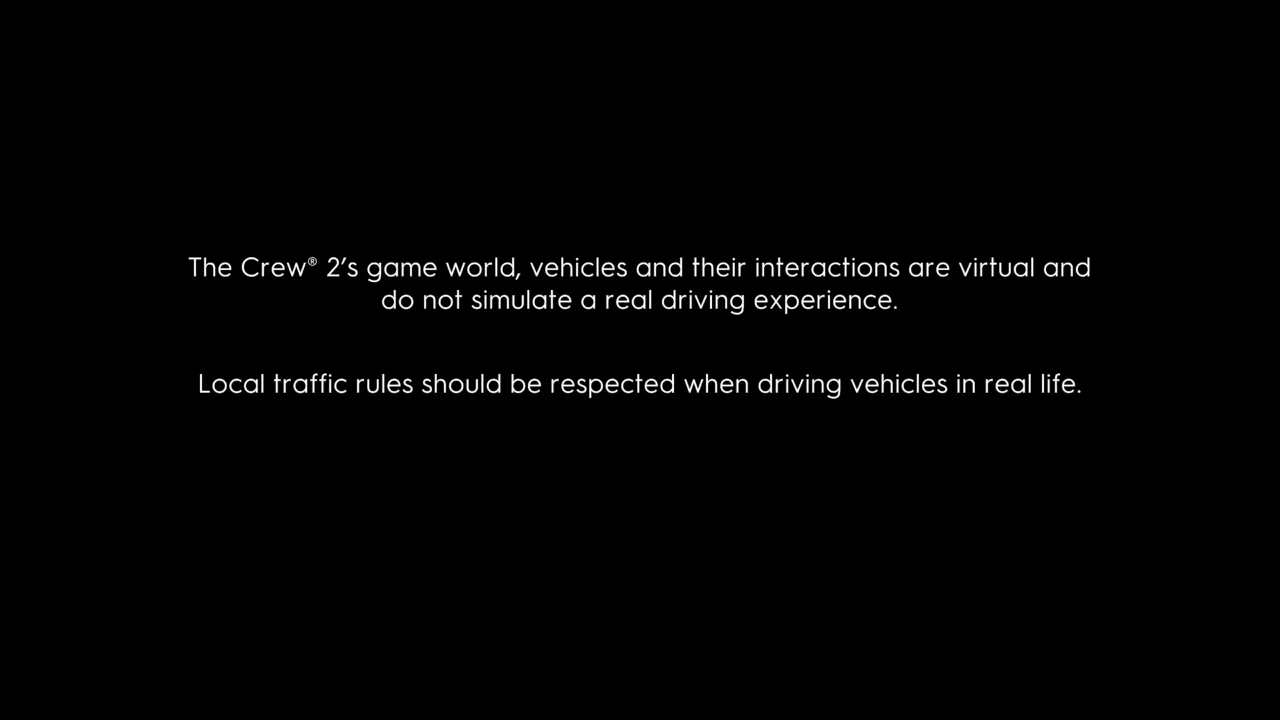 The Crew® 2’s game world, vehicles and their interactions are virtual and
do not simulate a real driving experience.
Local traffic rules should be respected when driving vehicles in real life.